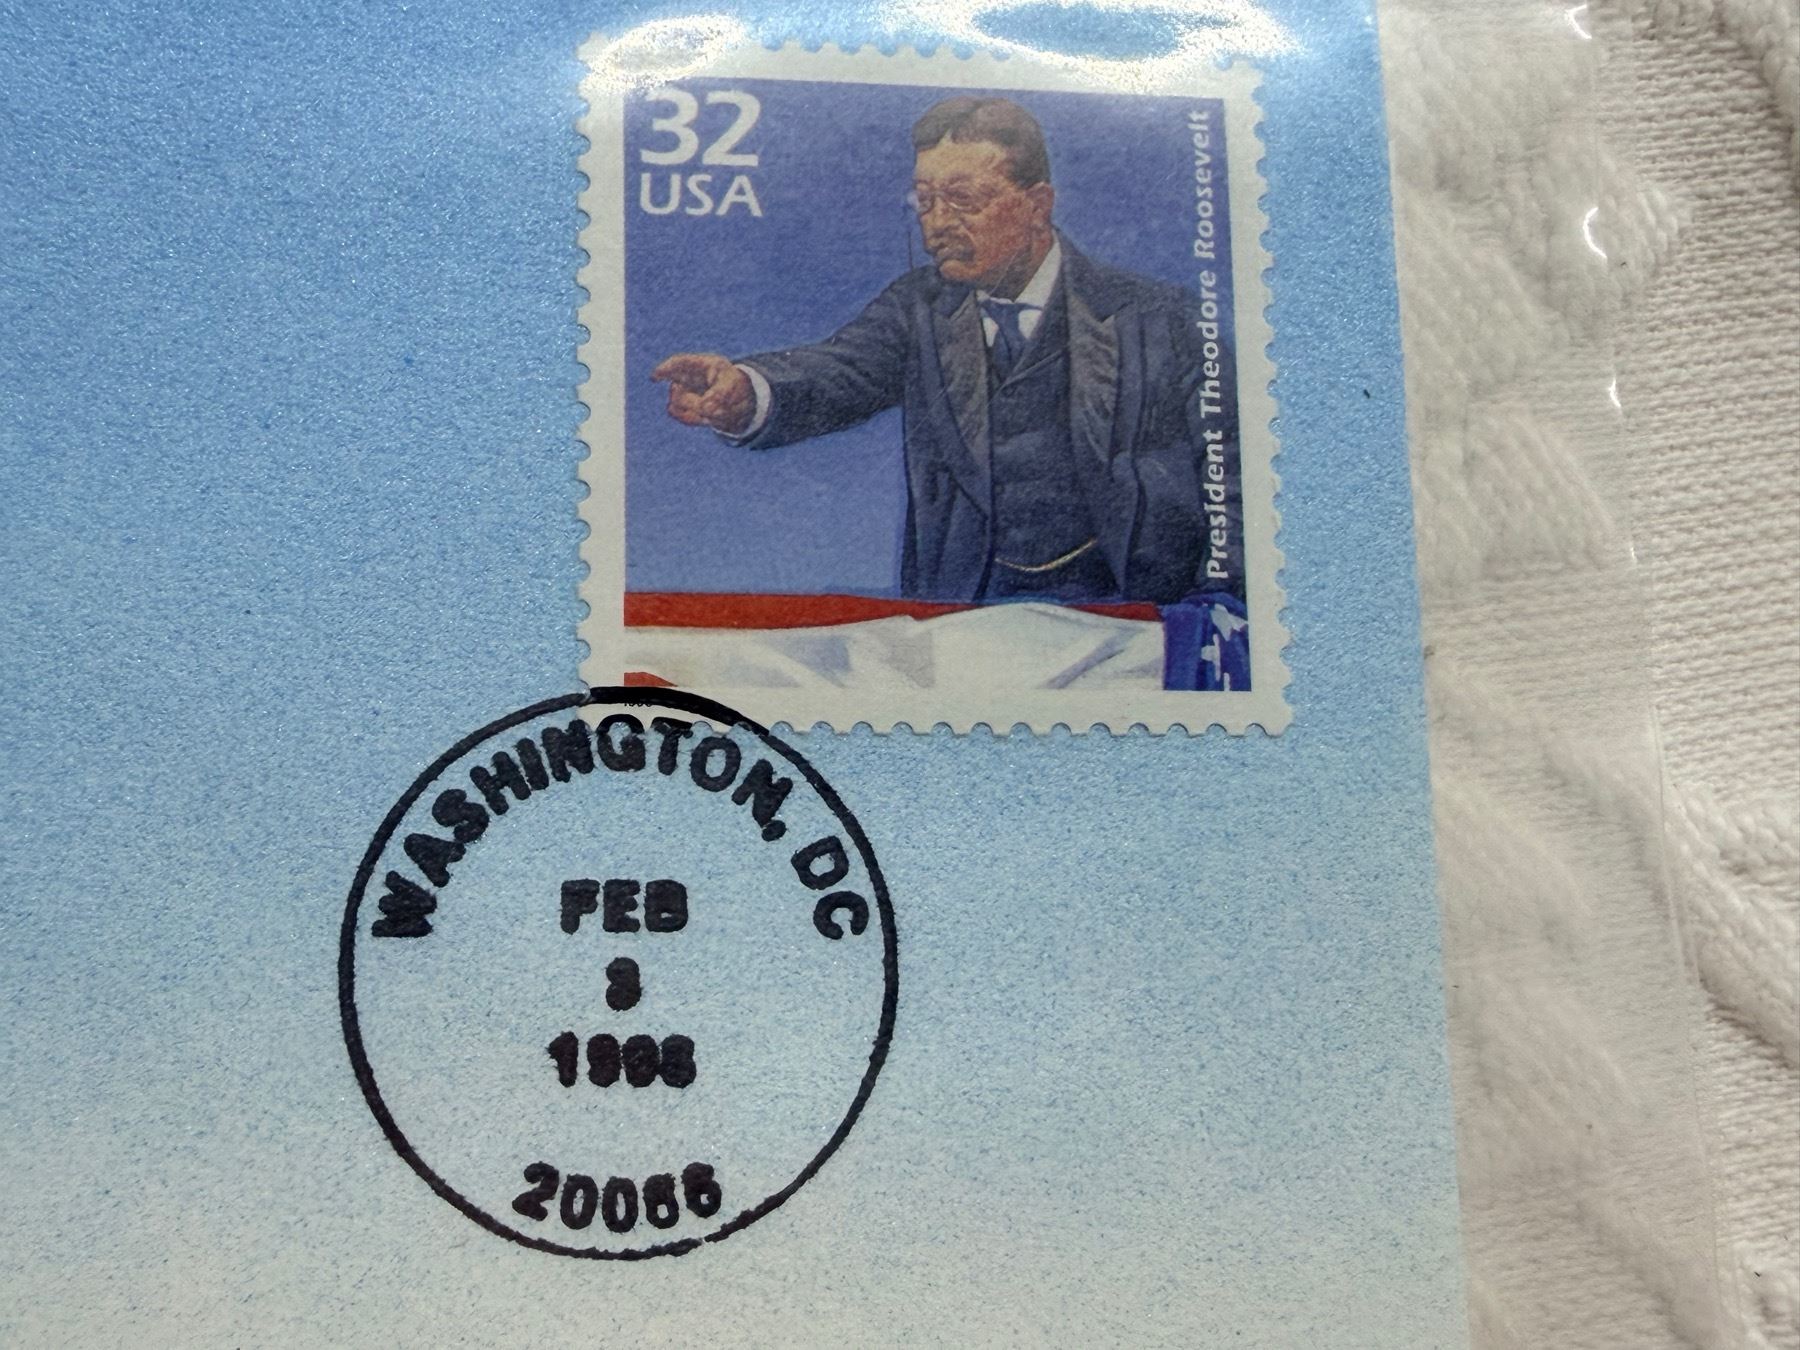 32
USA
President Theodore Roosevelt
WASHINGTON, DC
FEB
3
1998
20066